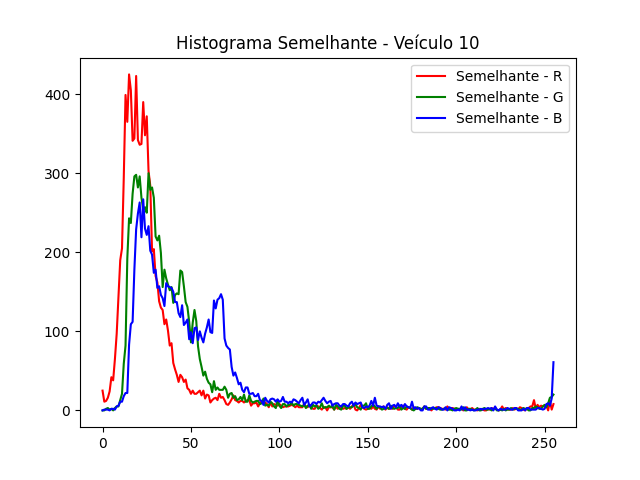 Histograma Semelhante - Veículo 10
Semelhante - R
Semelhante - G
Semelhante - B
400
300
200
100
0
0 50 100 150 200 250